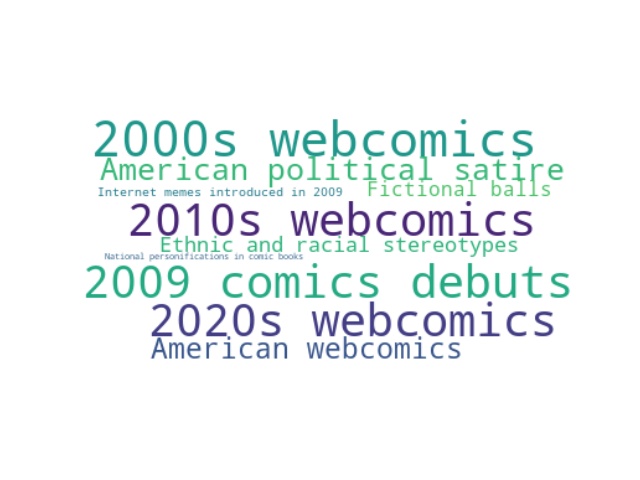 2000s webcomics
American political satire
Internet memes introduced in 2009
Fictional balls
2010s webcomics
Ethnic and racial stereotypes
National personifications in comic books
2009 comics debuts
2020s webcomics
American webcomics